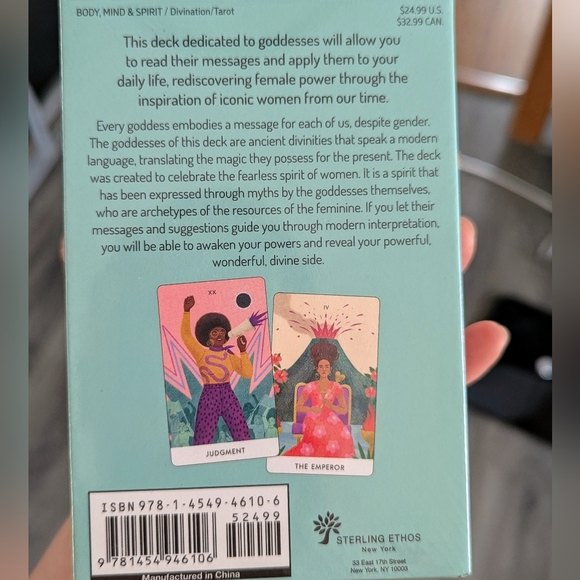 BODY, MIND & SPIRIT / Divination/Tarot
$24.99 U.S.
$32.99 CAN.
This deck dedicated to goddesses will allow you
to read their messages and apply them to your
daily life, rediscovering female power through the
inspiration of iconic women from our time.
Every goddess embodies a message for each of us, despite gender.
The goddesses of this deck are ancient divinities that speak a modern
language, translating the magic they possess for the present. The deck
was created to celebrate the fearless spirit of women. It is a spirit that
has been expressed through myths by the goddesses themselves,
who are archetypes of the resources of the feminine. If you let their
messages and suggestions guide you through modern interpretation,
you will be able to awaken your powers and reveal your powerful,
wonderful, divine side.
XX
JUDGMENT
IV
THE EMPEROR
ISBN 978-1-4549-4610-6
52499
9 781454 946106
Manufactured in China
STERLING ETHOS
New York
33 East 17th Street
New York, NY 10003